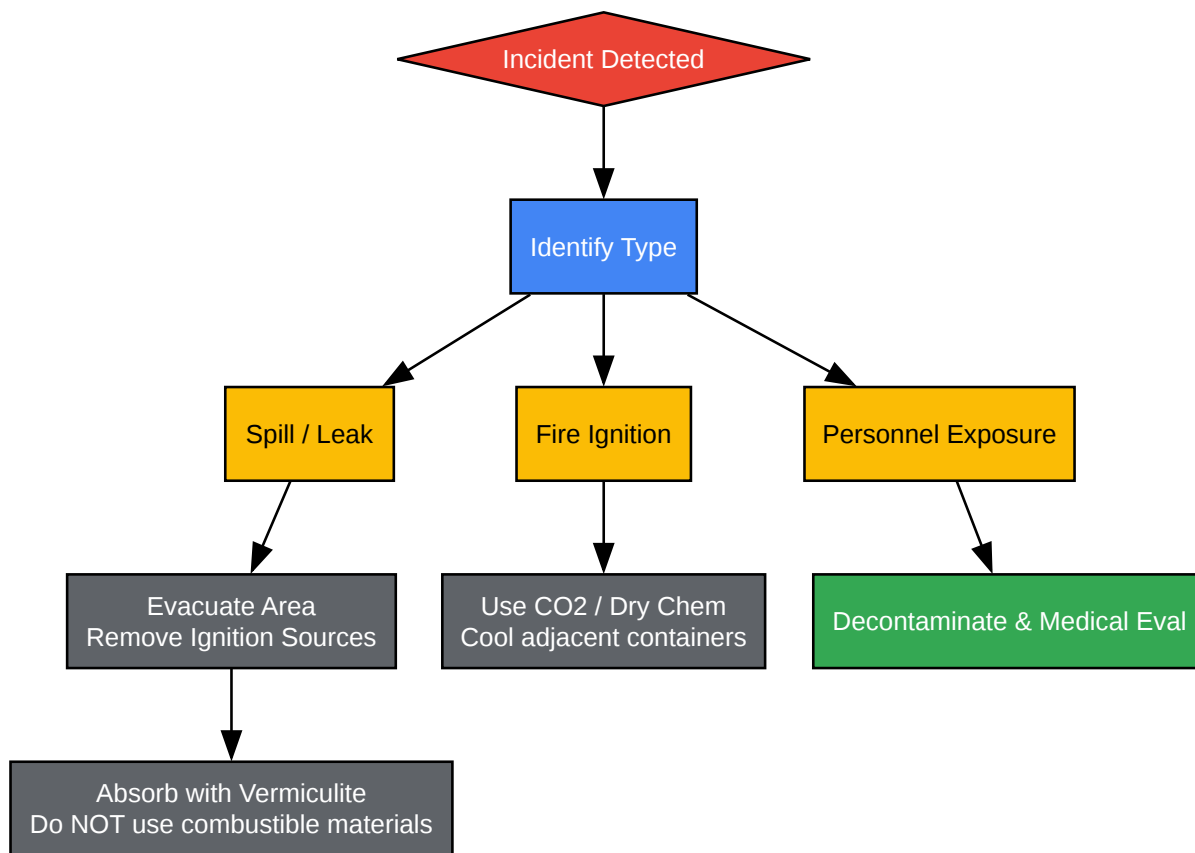 Incident Detected
Identify Type
Spill / Leak
Fire Ignition
Personnel Exposure
Evacuate Area
Remove Ignition Sources
Use CO2 / Dry Chem
Cool adjacent containers
Decontaminate & Medical Eval
Absorb with Vermiculite
Do NOT use combustible materials